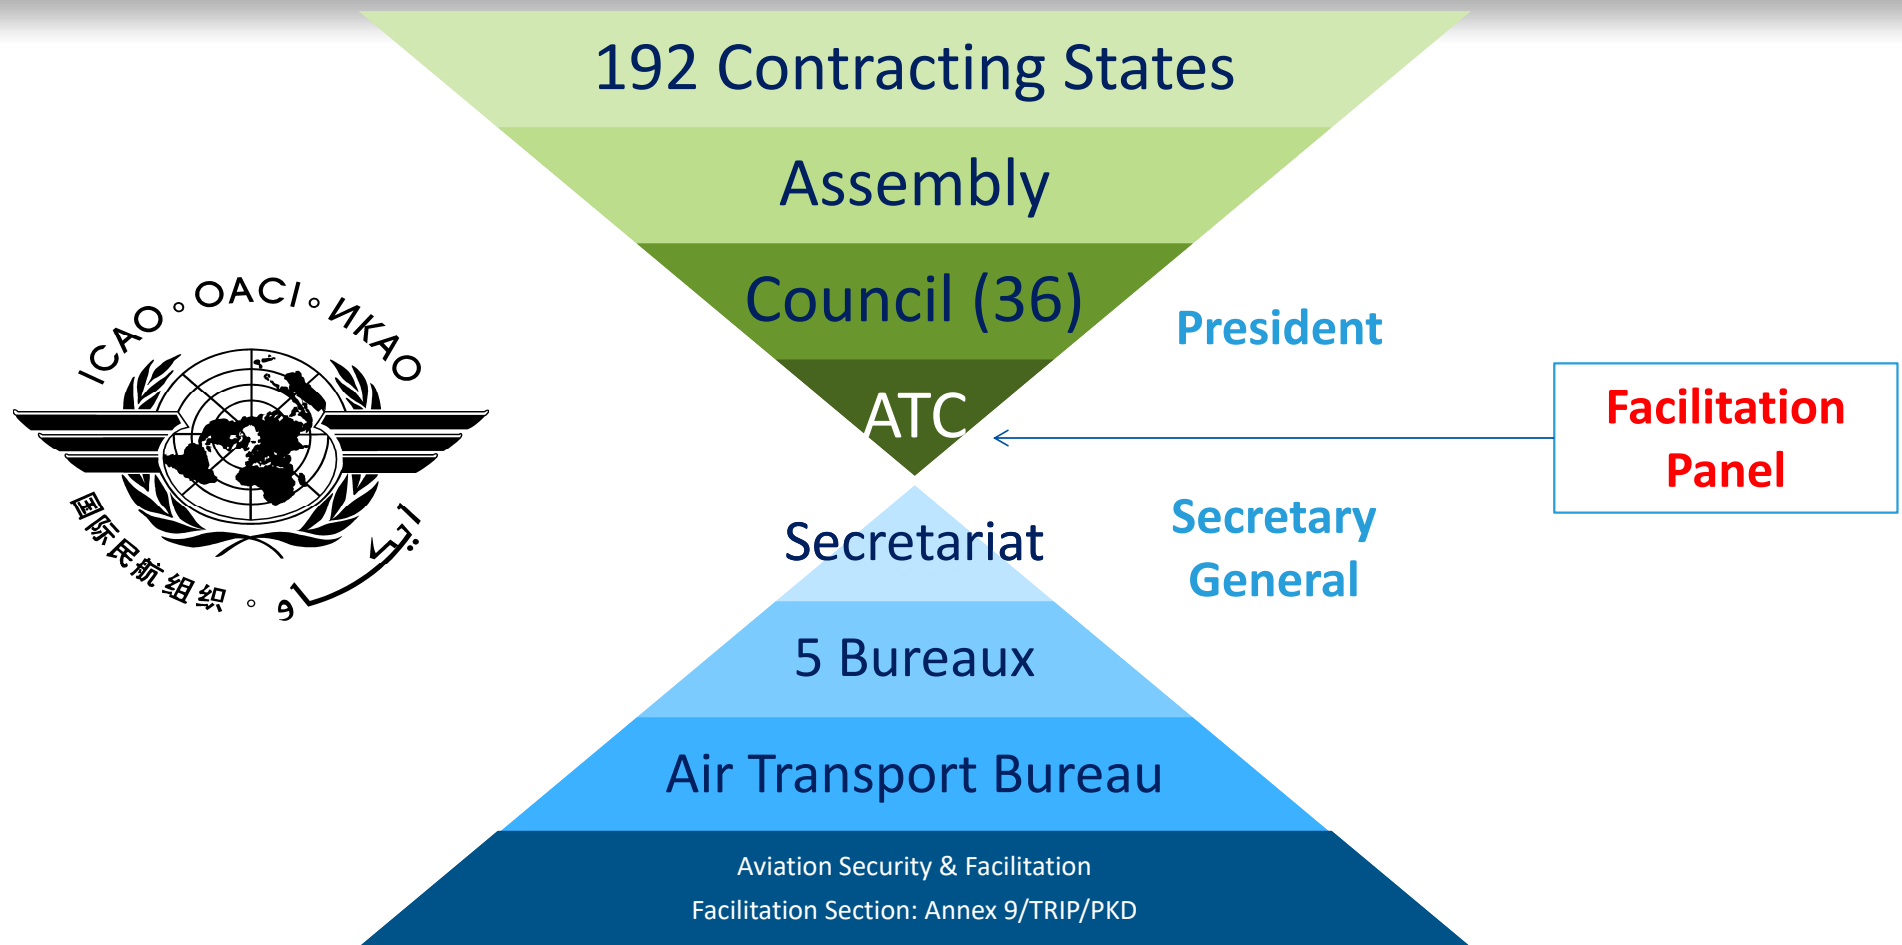 192 Contracting States
Assembly
Council (36)
ATC
President
Facilitation
Panel
Secretariat
Secretary
General
5 Bureaux
Air Transport Bureau
Aviation Security & Facilitation
Facilitation Section: Annex 9/TRIP/PKD
ICAO ◦ OACI ◦ ИКАО
国际民航组织 ◦ ايكاو